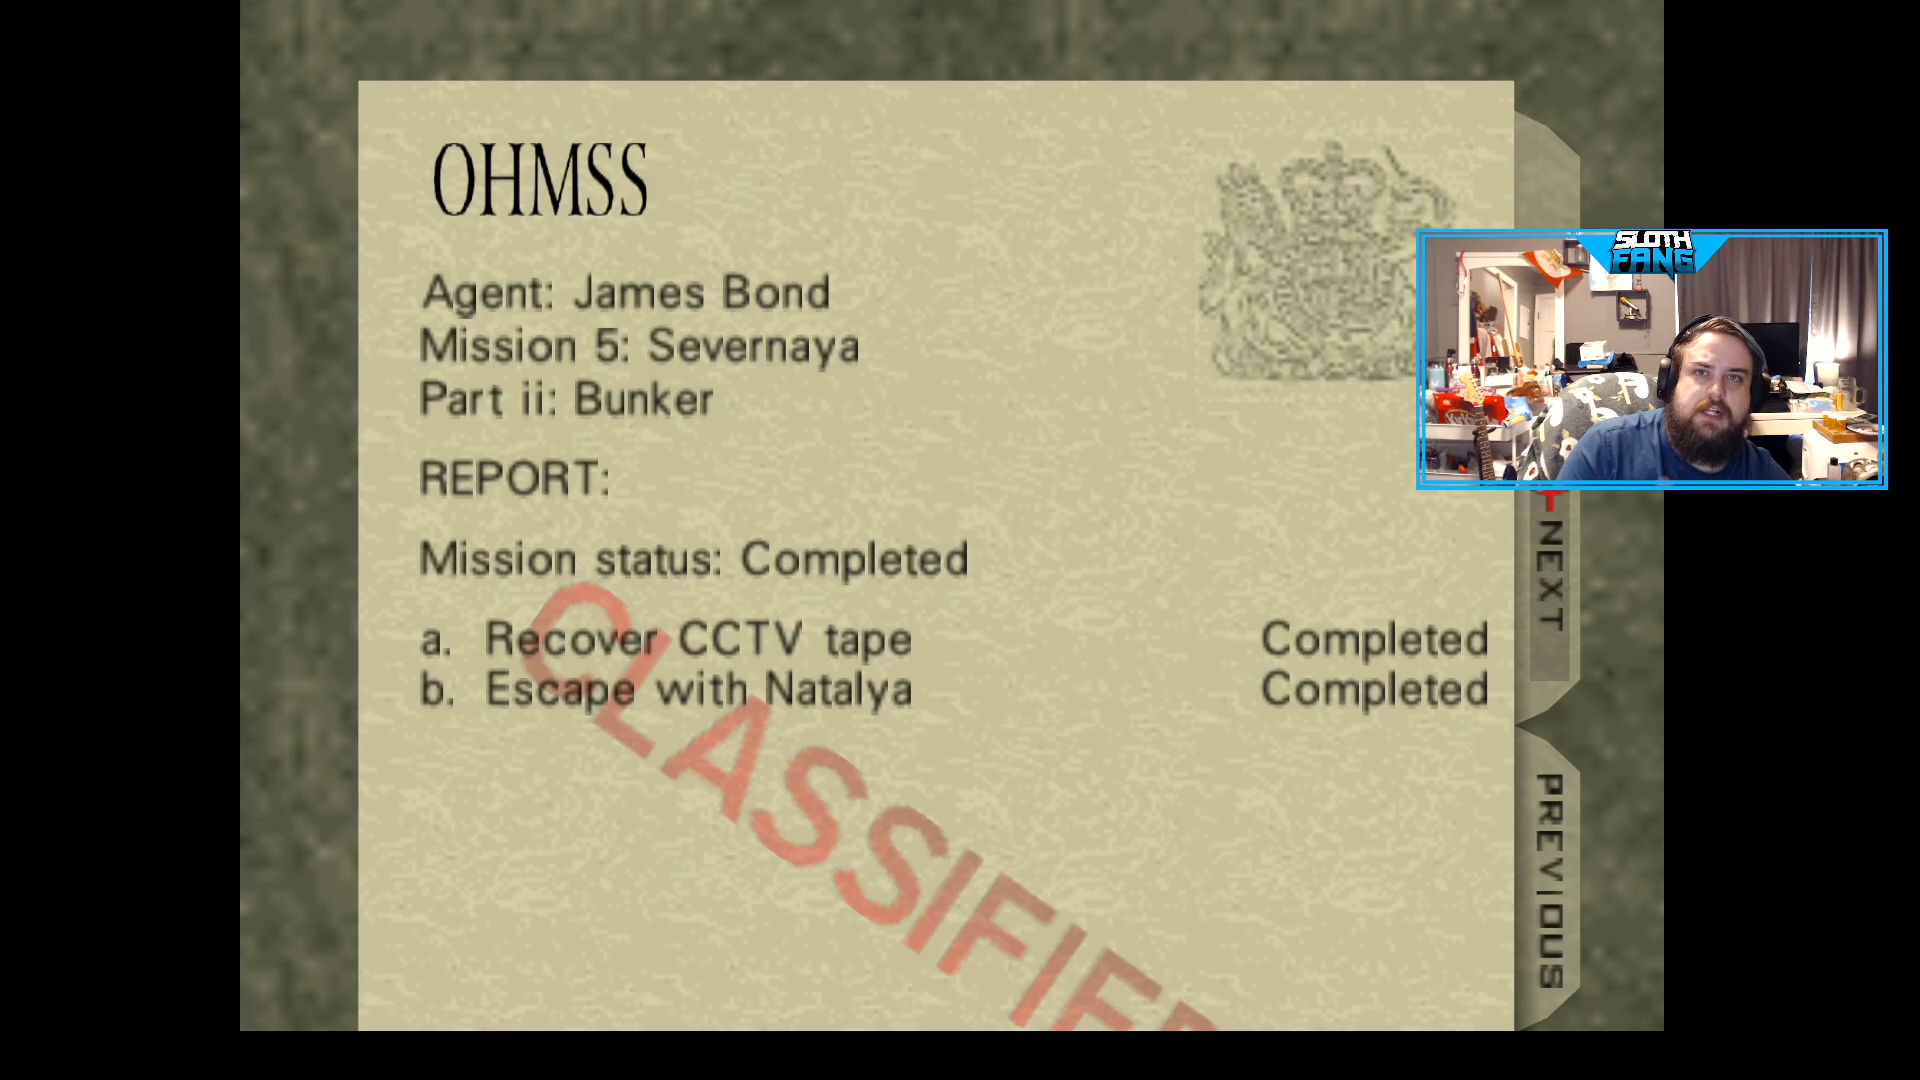 OHMSS
Agent: James Bond
Mission 5: Severnaya
Part ii: Bunker
REPORT:
Mission status: Completed
a. Recover CCTV tape Completed
b. Escape with Natalya Completed
CLASSIFIE
NEXT
PREVIOUS
SLOTH
FANG